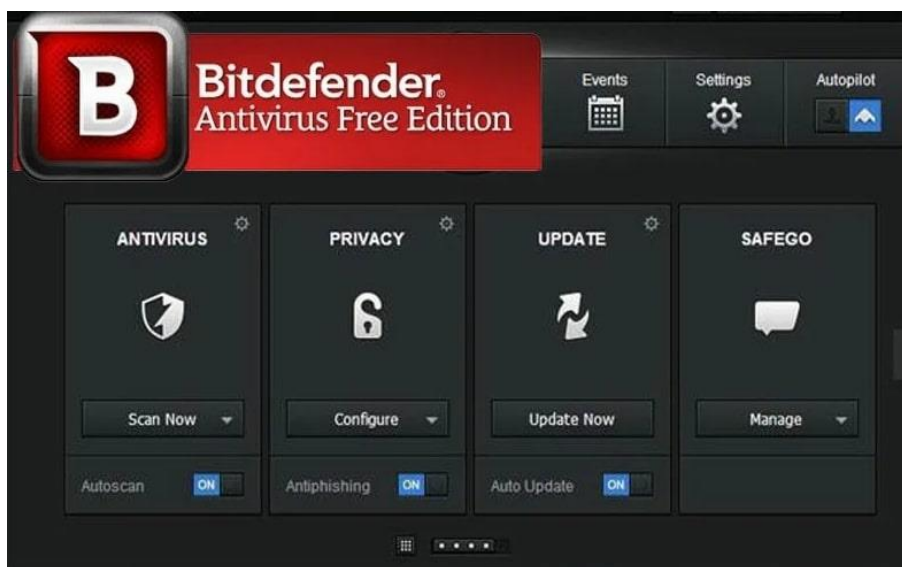 B
Bitdefender®
Antivirus Free Edition
Events
Settings
Autopilot
ANTIVIRUS
PRIVACY
UPDATE
SAFEGO
Scan Now
Configure
Update Now
Manage
Autoscan
ON
Antiphishing
ON
Auto Update
ON